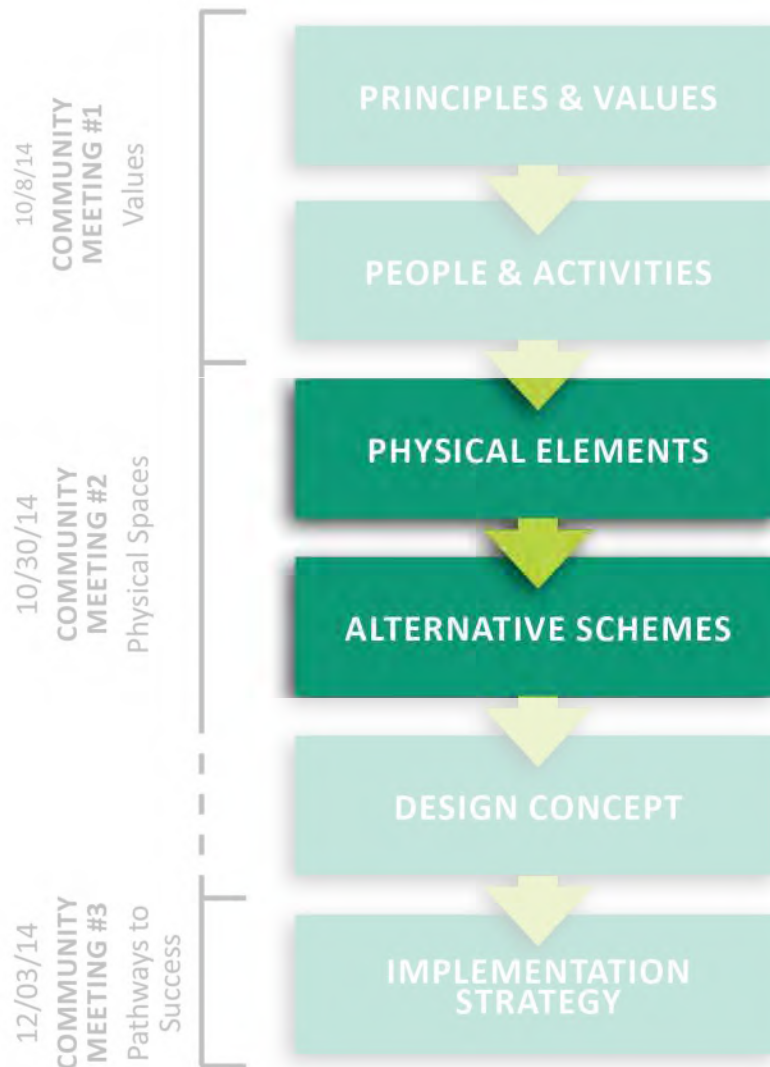 10/8/14
COMMUNITY
MEETING #1
Values
PRINCIPLES & VALUES
PEOPLE & ACTIVITIES
10/30/14
COMMUNITY
MEETING #2
Physical Spaces
PHYSICAL ELEMENTS
ALTERNATIVE SCHEMES
DESIGN CONCEPT
12/03/14
COMMUNITY
MEETING #3
Pathways to
Success
IMPLEMENTATION
STRATEGY